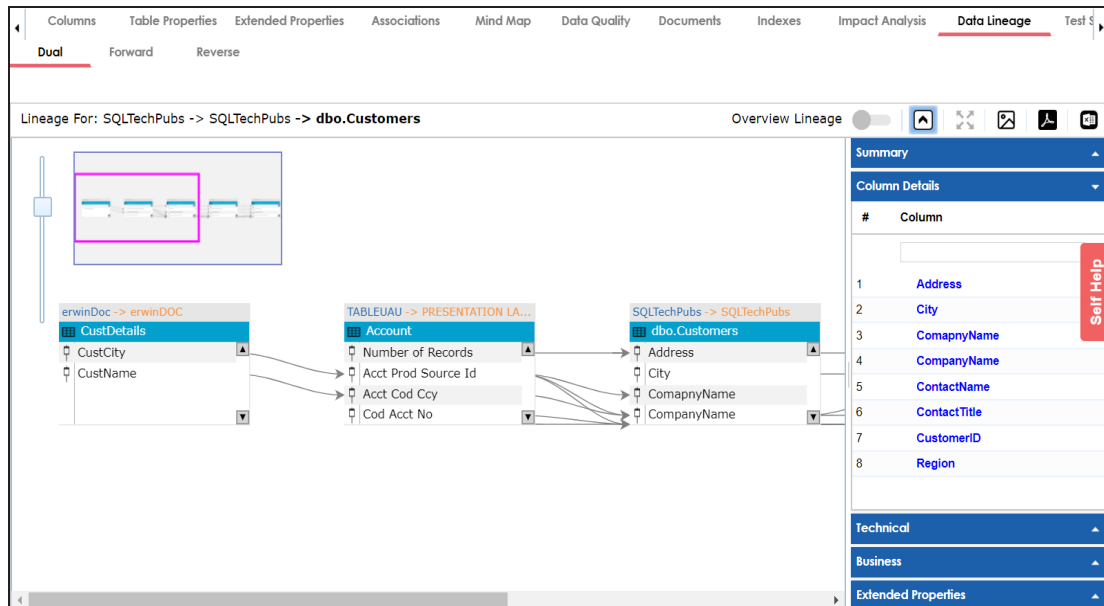 Columns Table Properties Extended Properties Associations Mind Map Data Quality Documents Indexes Impact Analysis Data Lineage Test
Dual Forward Reverse
Lineage For: SQLTechPubs -> SQLTechPubs -> dbo.Customers Overview Lineage
Summary
Column Details
# Column
Self Help
1 Address
2 City
3 ComapnyName
4 CompanyName
5 ContactName
6 ContactTitle
7 CustomerID
8 Region
Technical
Business
Extended Properties
erwinDoc -> erwinDOC
CustDetails
CustCity
CustName
TABLEUAU -> PRESENTATION LA...
Account
Number of Records
Acct Prod Source Id
Acct Cod Ccy
Cod Acct No
SQLTechPubs -> SQLTechPubs
dbo.Customers
Address
City
ComapnyName
CompanyName